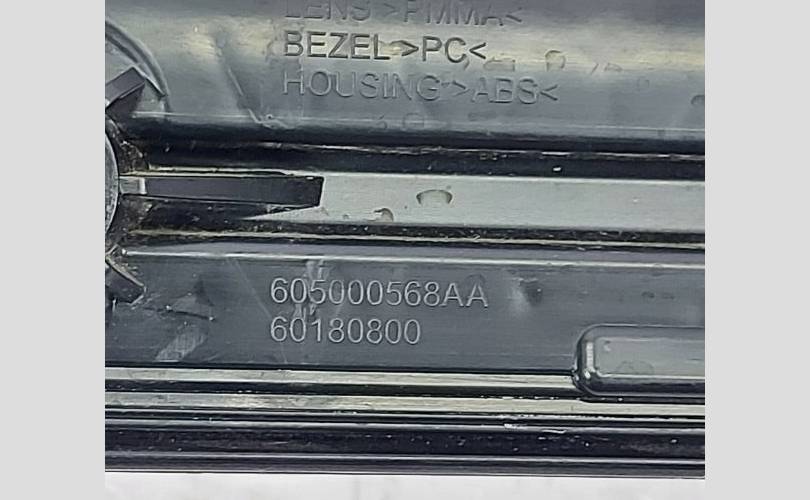 LENS >PMMA<
BEZEL >PC<
HOUSING >ABS<
605000568AA
60180800